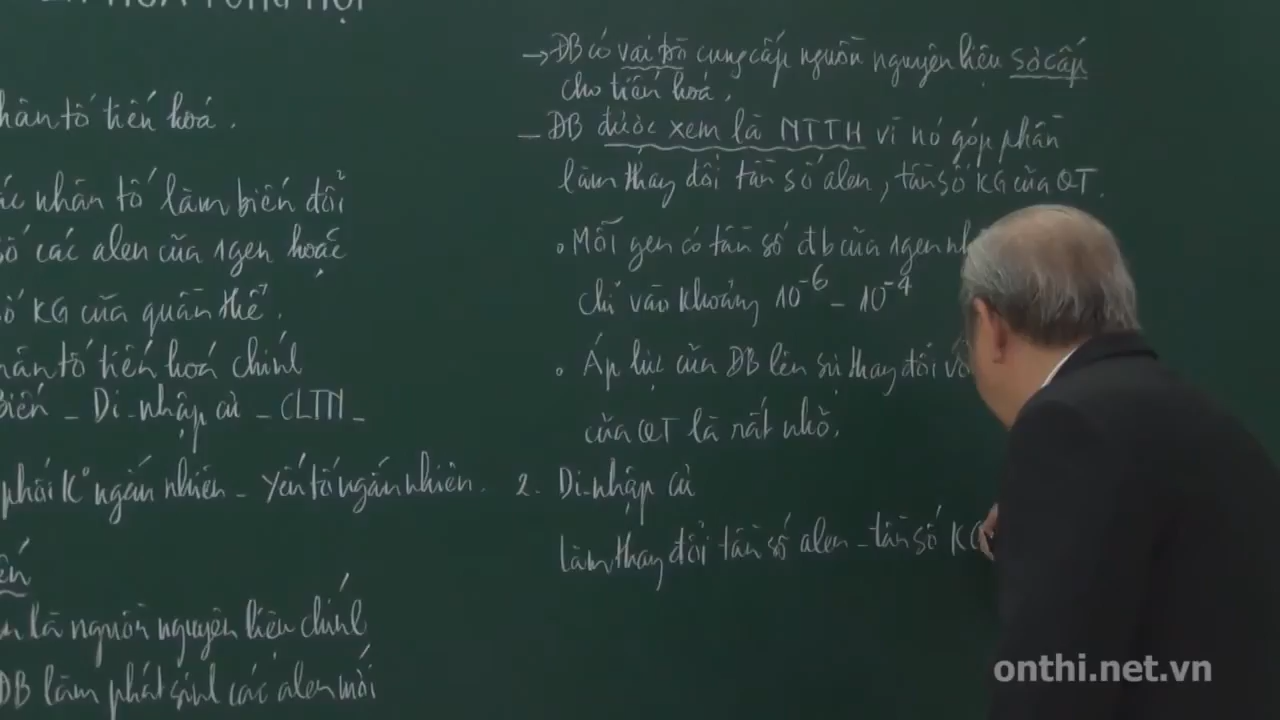 HÓA TỔNG HỢP
hân tố tiến hoá.
ác nhân tố làm biến đổi
số các alen của 1gen hoặc
số KG của quần thể.
hân tố tiến hoá chính
biến - Di-nhập cư - CLTN -
phối K° ngẫu nhiên - Yếu tố ngẫu nhiên.
ến
là nguồn nguyên liệu chính
ĐB làm phát sinh các alen mới
→ ĐB có vai trò cung cấp nguồn nguyên liệu sơ cấp
cho tiến hoá.
- ĐB được xem là NTTH vì nó góp phần
làm thay đổi tần số alen, tần số KG của QT.
• Mỗi gen có tần số đb của 1gen nh
chỉ vào khoảng 10⁻⁶ - 10⁻⁴
• Áp lực của ĐB lên sự thay đổi
của QT là rất nhỏ.
2. Di-nhập cư
làm thay đổi tần số alen - tần số KG
onthi.net.vn